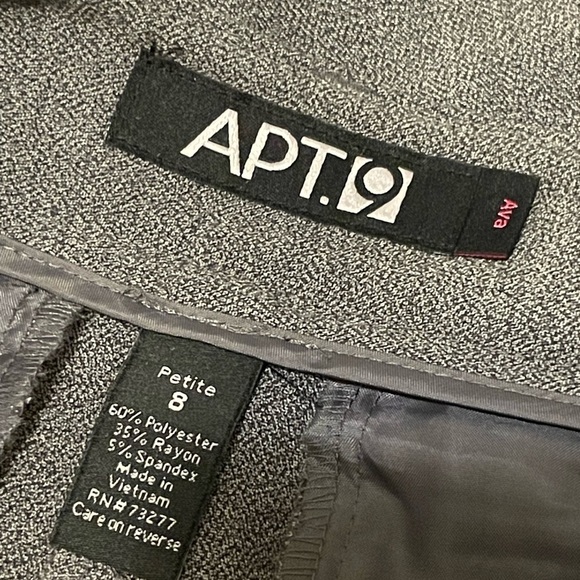 APT.9
Ava
Petite
8
60% Polyester
35% Rayon
5% Spandex
Made in
Vietnam
RN# 73277
Care on reverse